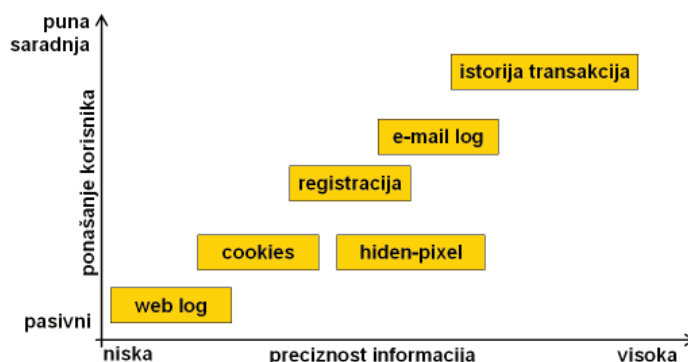 puna
saradnja
istorija transakcija
e-mail log
registracija
ponašanje korisnika
cookies
hiden-pixel
web log
pasivni
niska
preciznost informacija
visoka